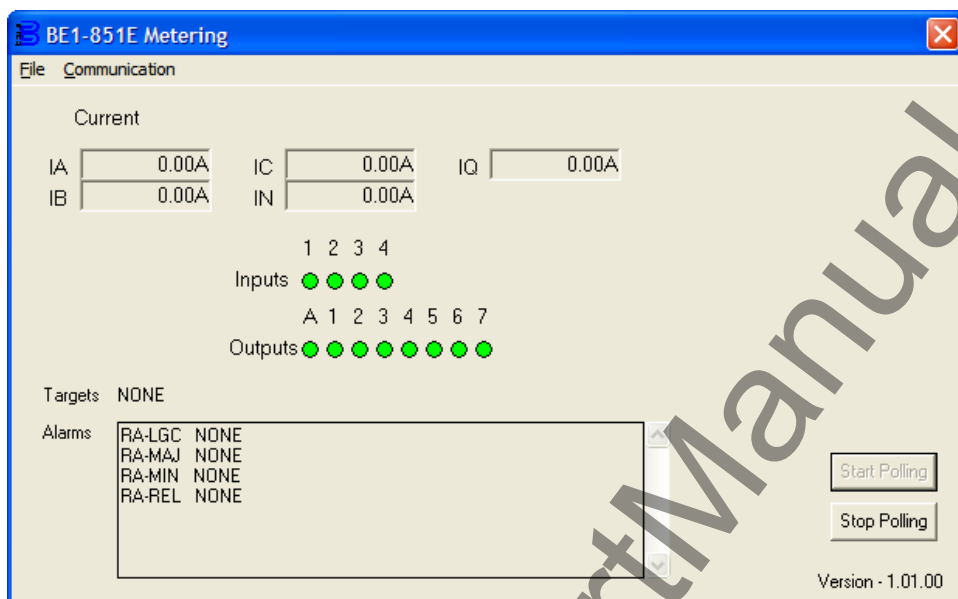 BE1-851E Metering
File Communication
Current
IA 0.00A IC 0.00A IQ 0.00A
IB 0.00A IN 0.00A
1 2 3 4
Inputs
A 1 2 3 4 5 6 7
Outputs
Targets NONE
Alarms
RA-LGC NONE
RA-MAJ NONE
RA-MIN NONE
RA-REL NONE
Start Polling
Stop Polling
Version - 1.01.00
rtManual